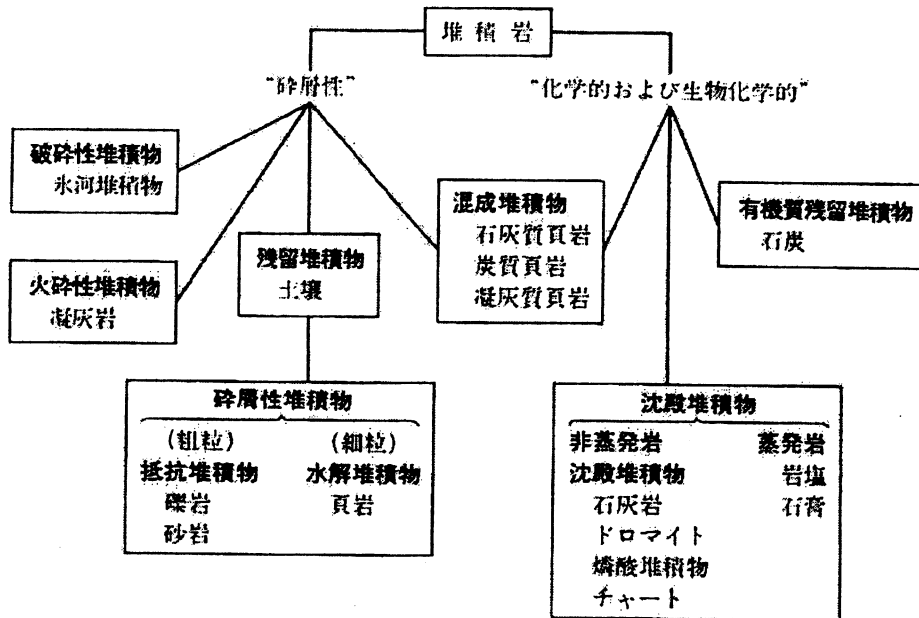 堆積岩
"砕屑性"
"化学的および生物化学的"
破砕性堆積物
氷河堆積物
火砕性堆積物
凝灰岩
残留堆積物
土壌
混成堆積物
石灰質頁岩
炭質頁岩
凝灰質頁岩
有機質残留堆積物
石炭
砕屑性堆積物
(粗粒)
抵抗堆積物
礫岩
砂岩
(細粒)
水解堆積物
頁岩
沈殿堆積物
非蒸発岩
沈殿堆積物
石灰岩
ドロマイト
燐酸堆積物
チャート
蒸発岩
岩塩
石膏